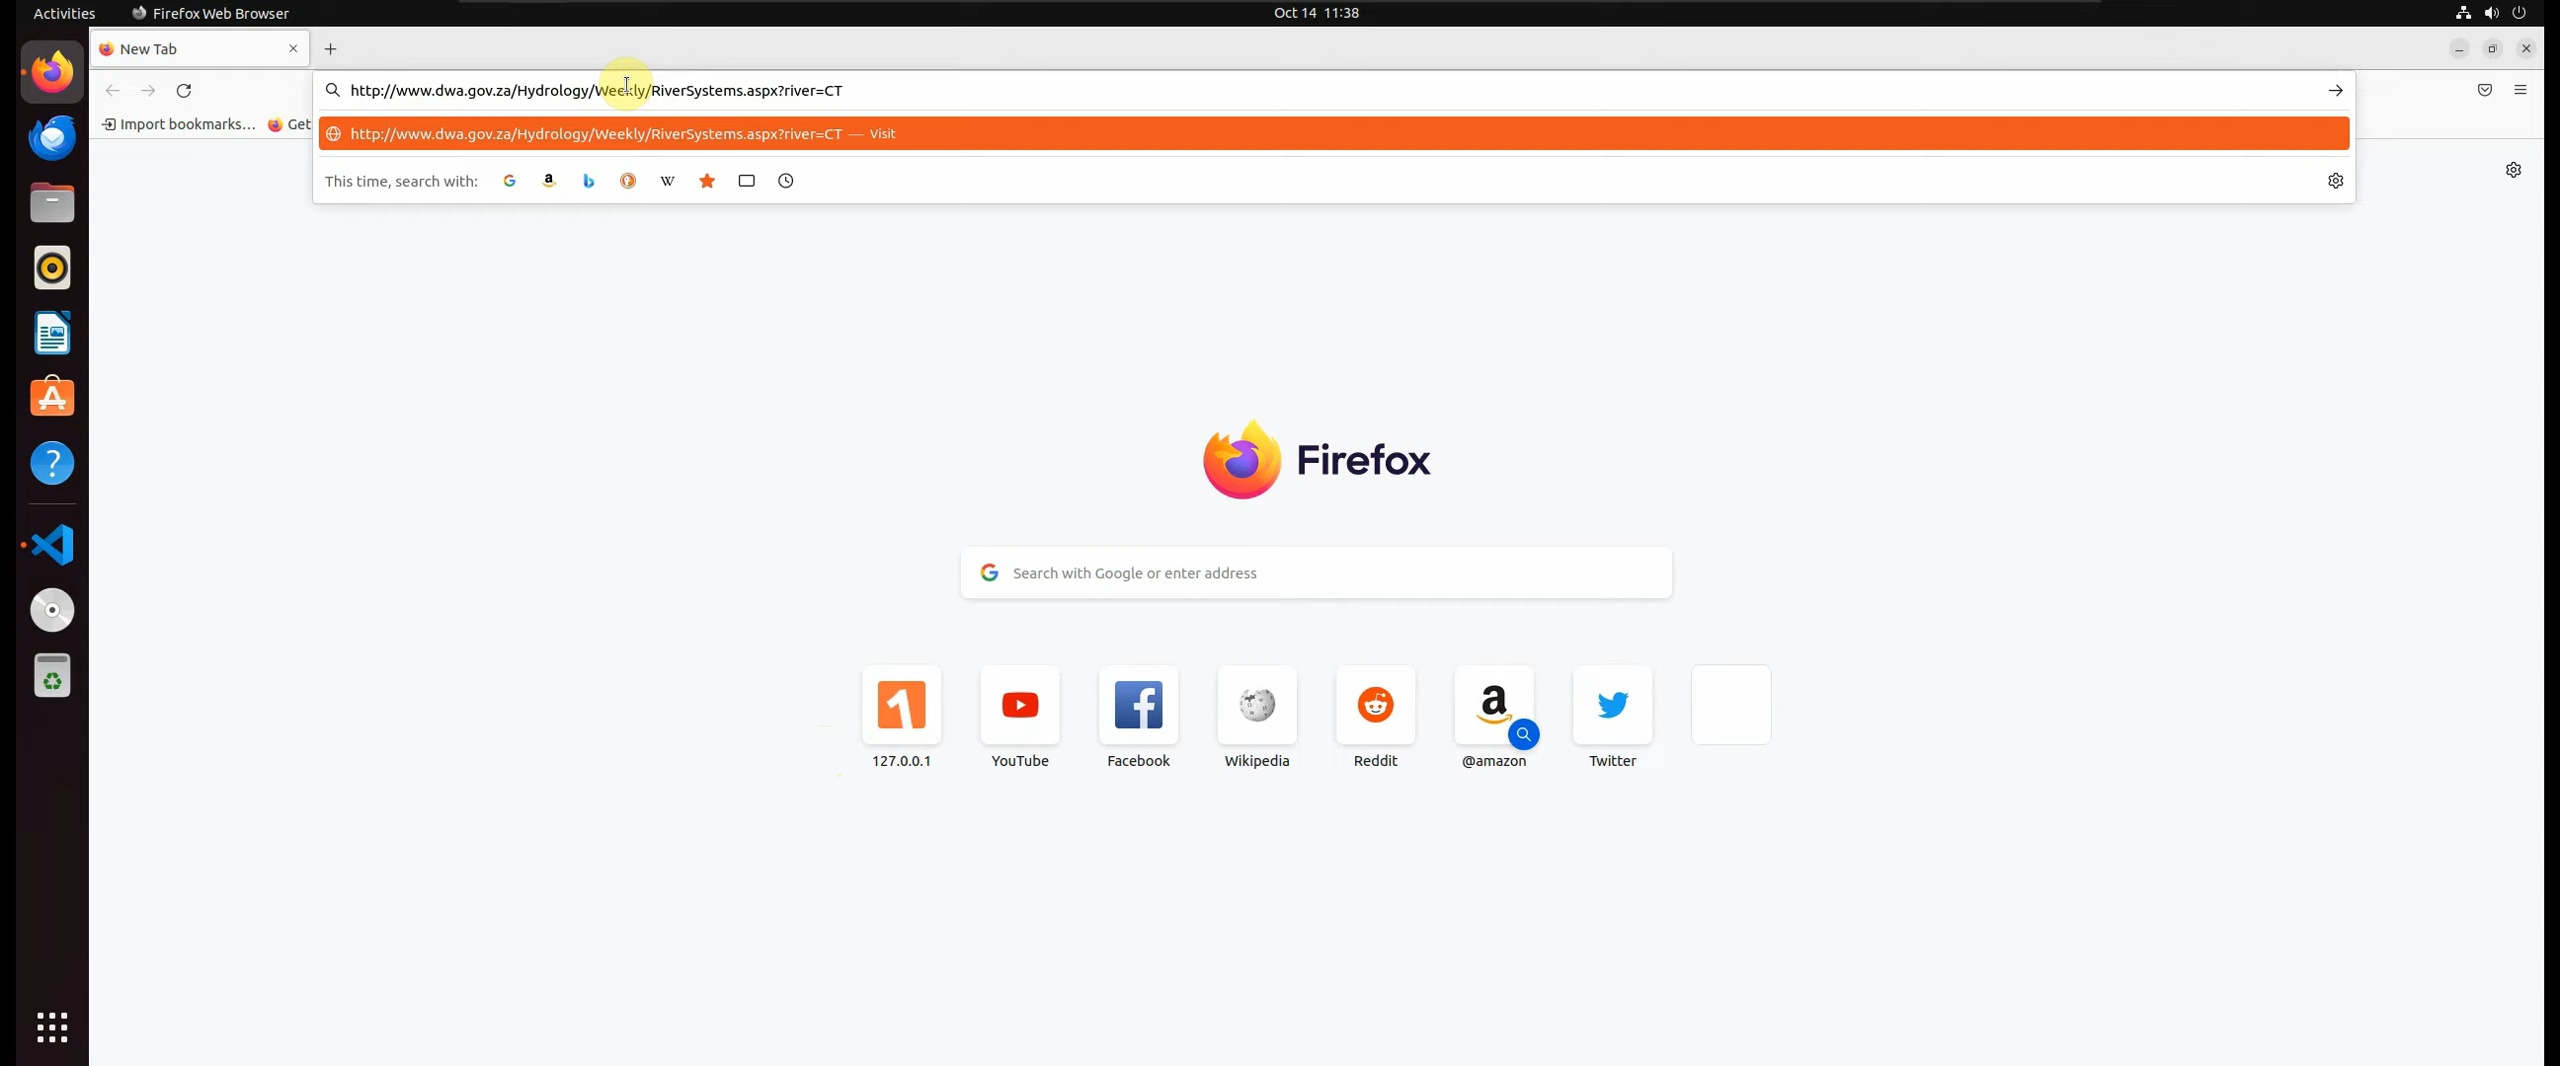 Activities
Firefox Web Browser
Oct 14 11:38
New Tab
http://www.dwa.gov.za/Hydrology/Weekly/RiverSystems.aspx?river=CT
Import bookmarks...
Get
http://www.dwa.gov.za/Hydrology/Weekly/RiverSystems.aspx?river=CT — Visit
This time, search with:
Firefox
Search with Google or enter address
127.0.0.1
YouTube
Facebook
Wikipedia
Reddit
@amazon
Twitter